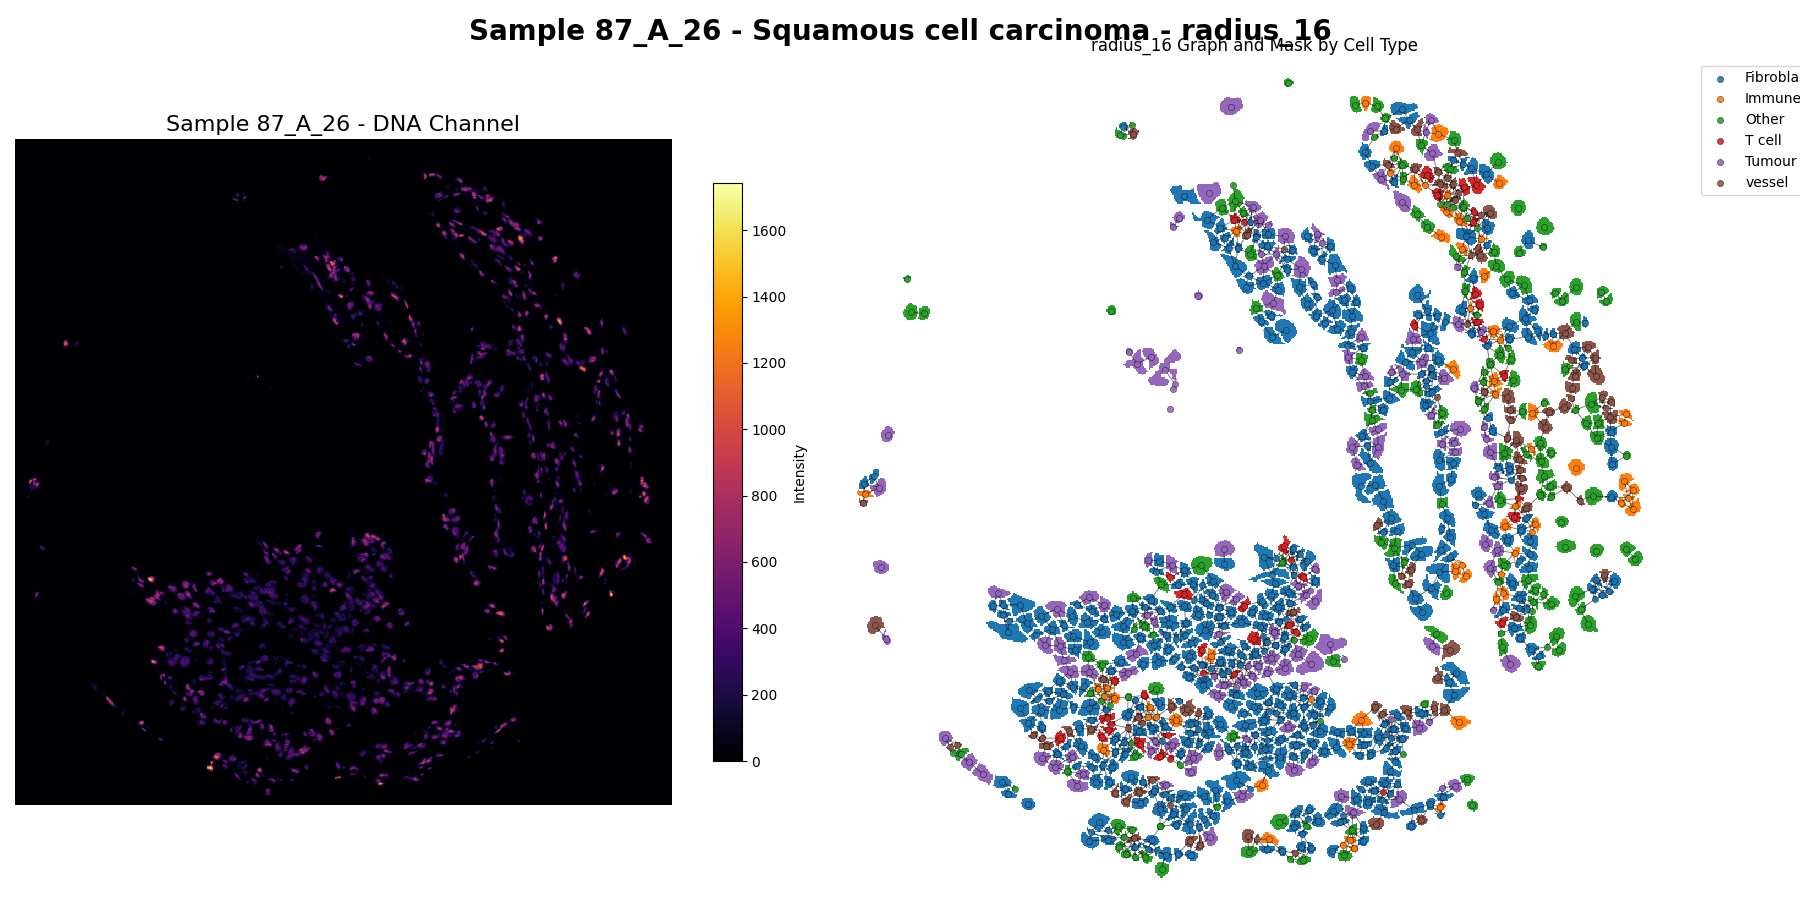 Sample 87_A_26 - Squamous cell carcinoma - radius_16
radius_16 Graph and Mask by Cell Type
Sample 87_A_26 - DNA Channel
Fibrobla
Immune
Other
T cell
Tumour
vessel
1600
1400
1200
1000
800
600
400
200
0
Intensity